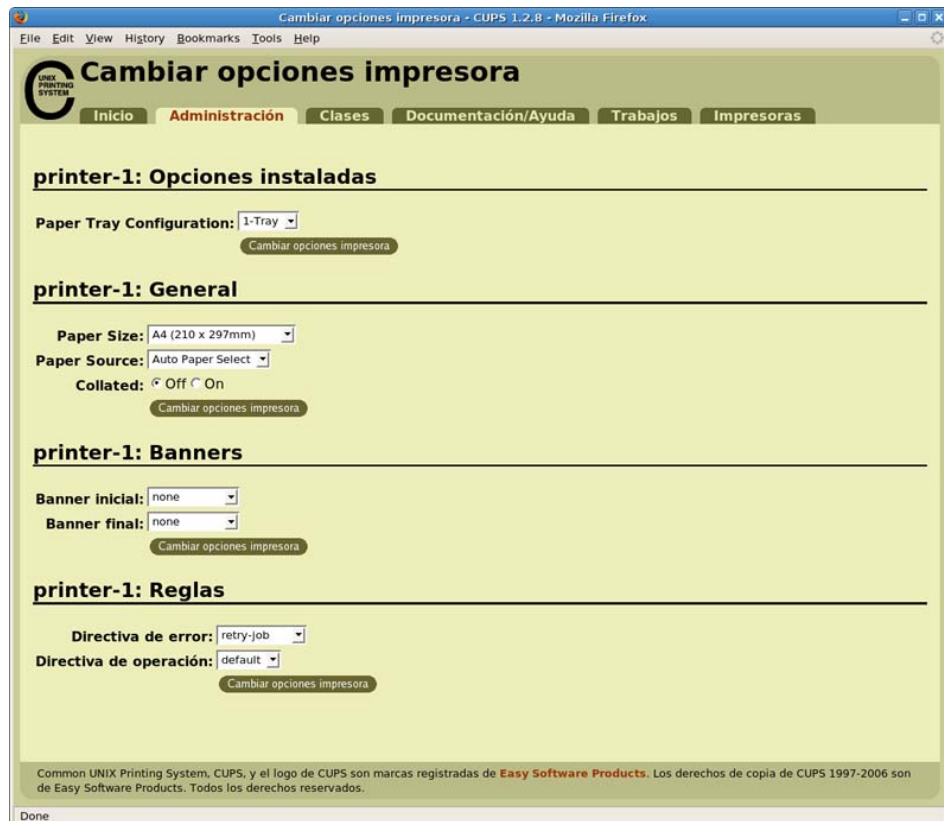 Cambiar opciones impresora - CUPS 1.2.8 - Mozilla Firefox
File Edit View History Bookmarks Tools Help
UNIX
PRINTING
SYSTEM
Cambiar opciones impresora
Inicio Administración Clases Documentación/Ayuda Trabajos Impresoras
printer-1: Opciones instaladas
Paper Tray Configuration: 1-Tray
Cambiar opciones impresora
printer-1: General
Paper Size: A4 (210 x 297mm)
Paper Source: Auto Paper Select
Collated: Off On
Cambiar opciones impresora
printer-1: Banners
Banner inicial: none
Banner final: none
Cambiar opciones impresora
printer-1: Reglas
Directiva de error: retry-job
Directiva de operación: default
Cambiar opciones impresora
Common UNIX Printing System, CUPS, y el logo de CUPS son marcas registradas de Easy Software Products. Los derechos de copia de CUPS 1997-2006 son
de Easy Software Products. Todos los derechos reservados.
Done